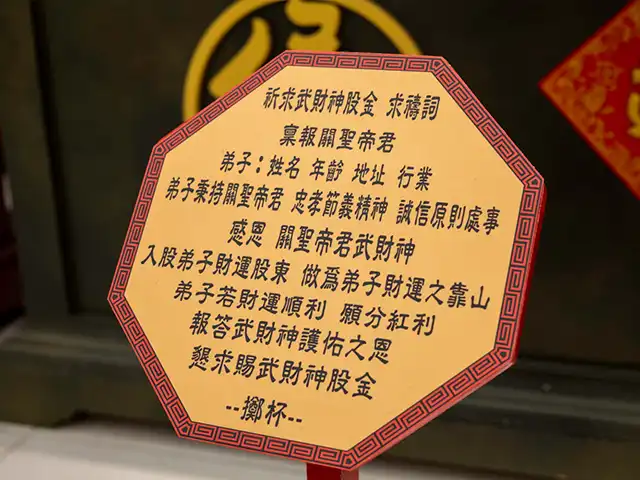 祈求武財神股金 求禱詞
稟報關聖帝君
弟子：姓名 年齡 地址 行業
弟子秉持關聖帝君 忠孝節義精神 誠信原則處事
感恩 關聖帝君武財神
入股弟子財運股東 做爲弟子財運之靠山
弟子若財運順利 願分紅利
報答武財神護佑之恩
懇求賜武財神股金
--擲杯--